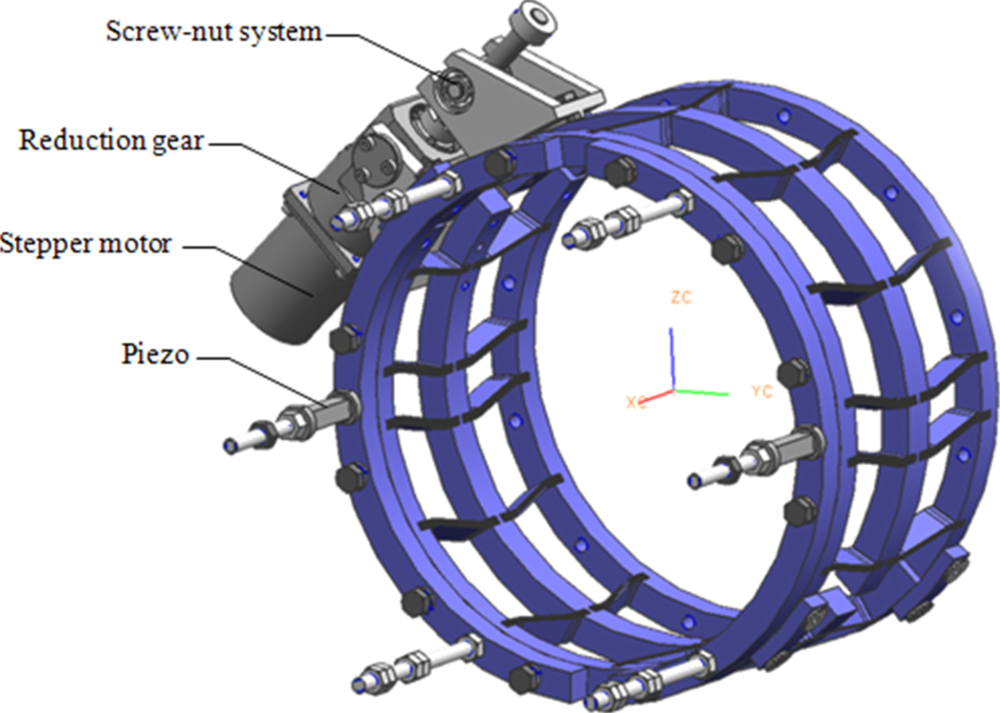 Screw-nut system
Reduction gear
Stepper motor
Piezo
ZC
YC
XC